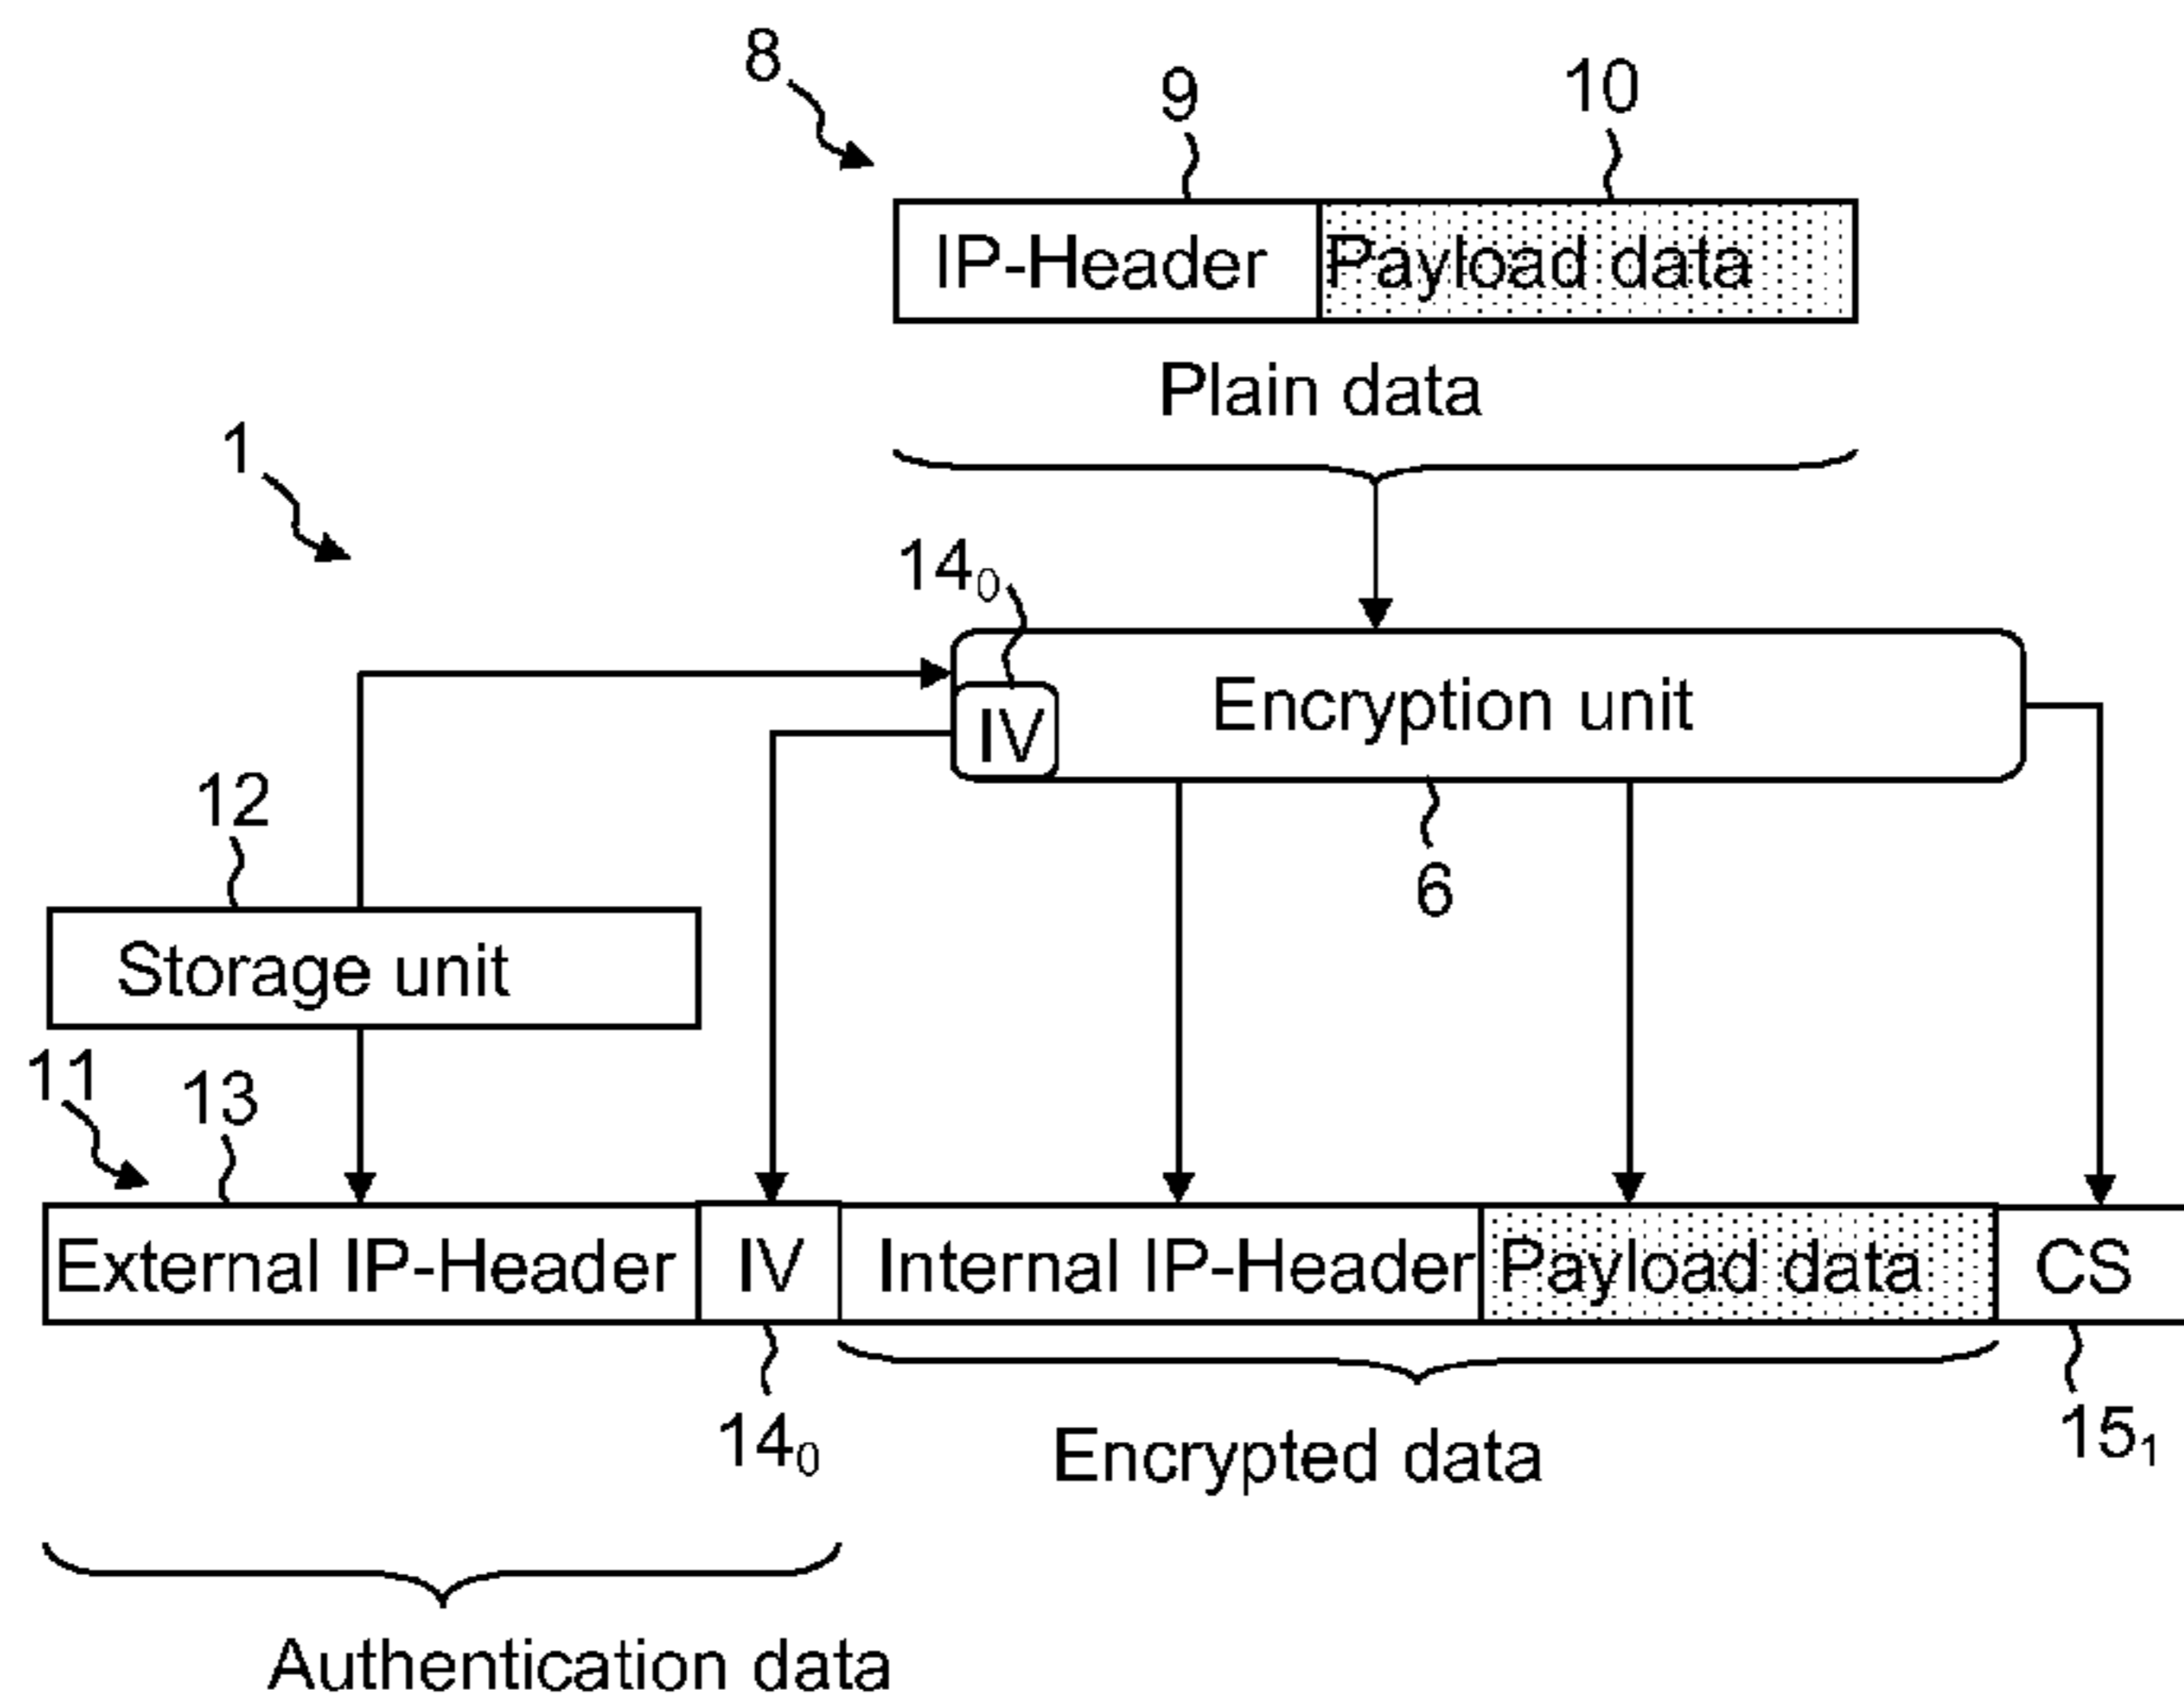 8
9
10
IP-Header
Payload data
Plain data
1
14₀
IV
Encryption unit
12
6
Storage unit
11
13
External IP-Header
IV
Internal IP-Header
Payload data
CS
14₀
Encrypted data
15₁
Authentication data